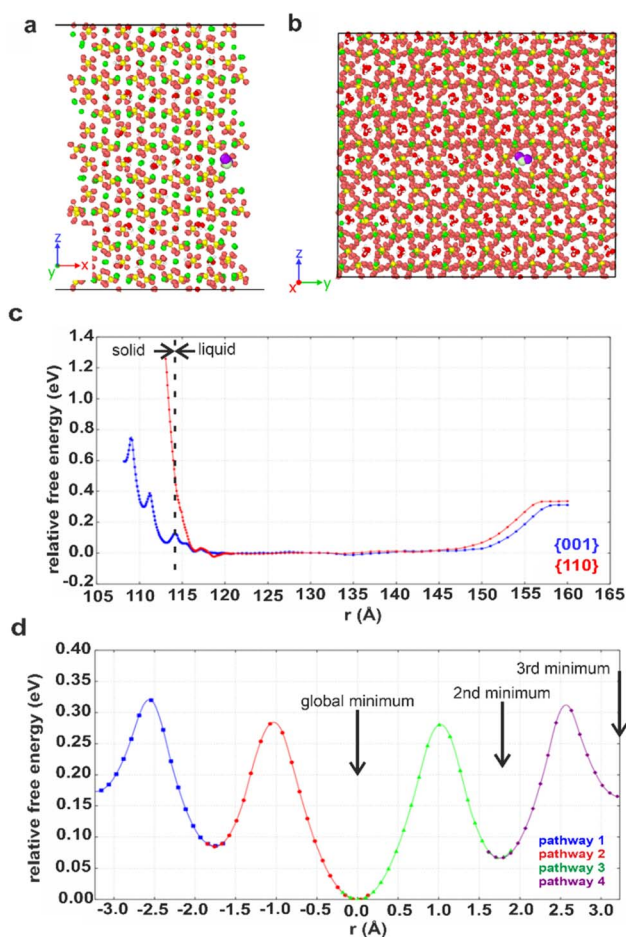 a
b
z
y
x
z
x
y
c
solid
liquid
relative free energy (eV)
1.4
1.2
1.0
0.8
0.6
0.4
0.2
0.0
-0.2
{001}
{110}
105 110 115 120 125 130 135 140 145 150 155 160 165
r (Å)
d
relative free energy (eV)
0.40
0.35
0.30
0.25
0.20
0.15
0.10
0.05
0.00
3rd minimum
2nd minimum
global minimum
pathway 1
pathway 2
pathway 3
pathway 4
-3.0 -2.5 -2.0 -1.5 -1.0 -0.5 0.0 0.5 1.0 1.5 2.0 2.5 3.0
r (Å)